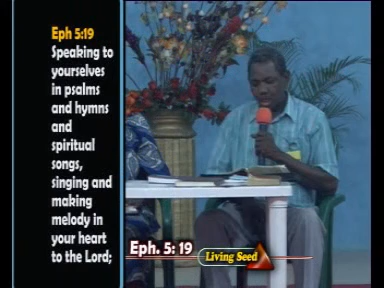 Eph 5:19
Speaking to
yourselves
in psalms
and hymns
and
spiritual
songs,
singing and
making
melody in
your heart
to the Lord;
Eph. 5: 19
Living Seed